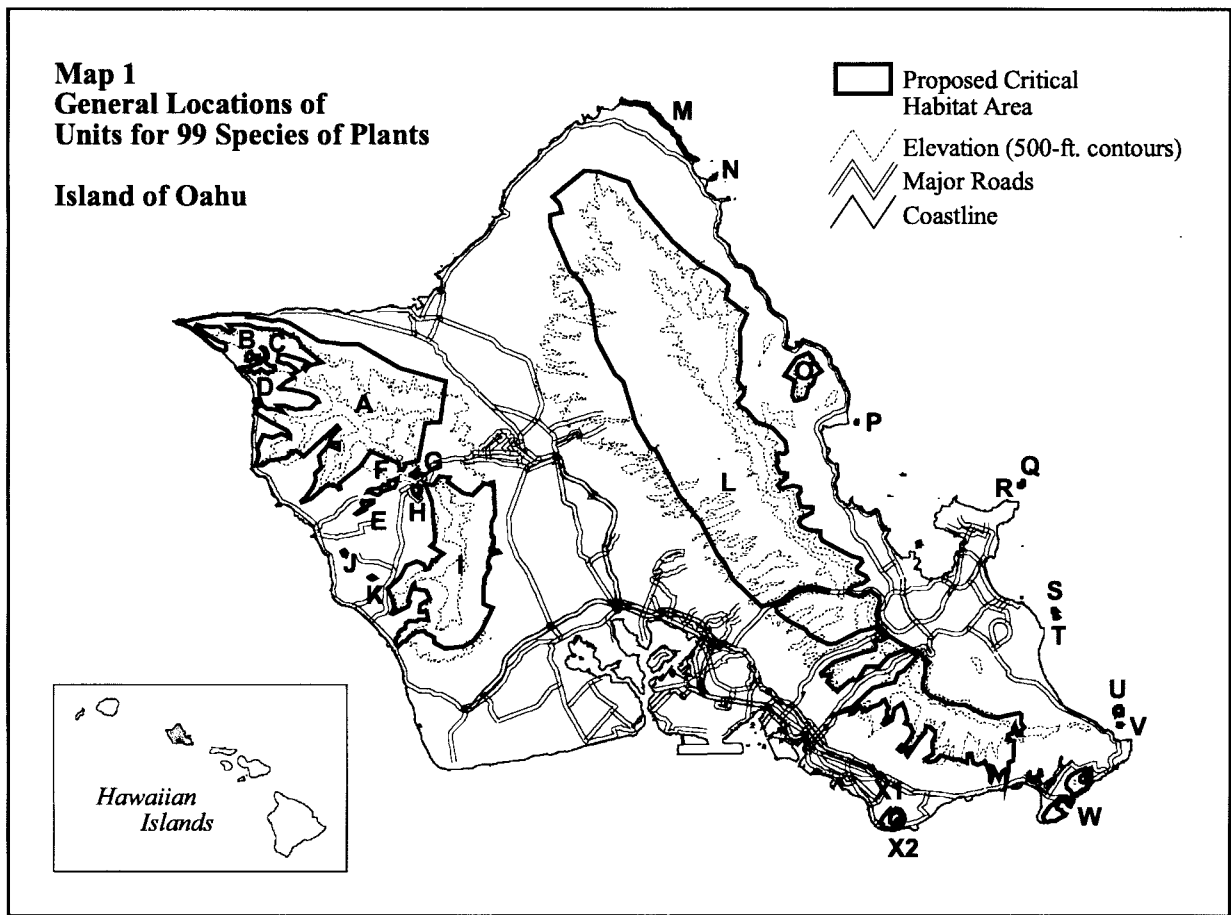 Map 1
General Locations of
Units for 99 Species of Plants
Island of Oahu
Proposed Critical
Habitat Area
Elevation (500-ft. contours)
Major Roads
Coastline
M
N
B C
D
A
O
P
F G
E H
L
Q
R
J
I
K
S
T
U
V
X1
W
X2
Hawaiian
Islands